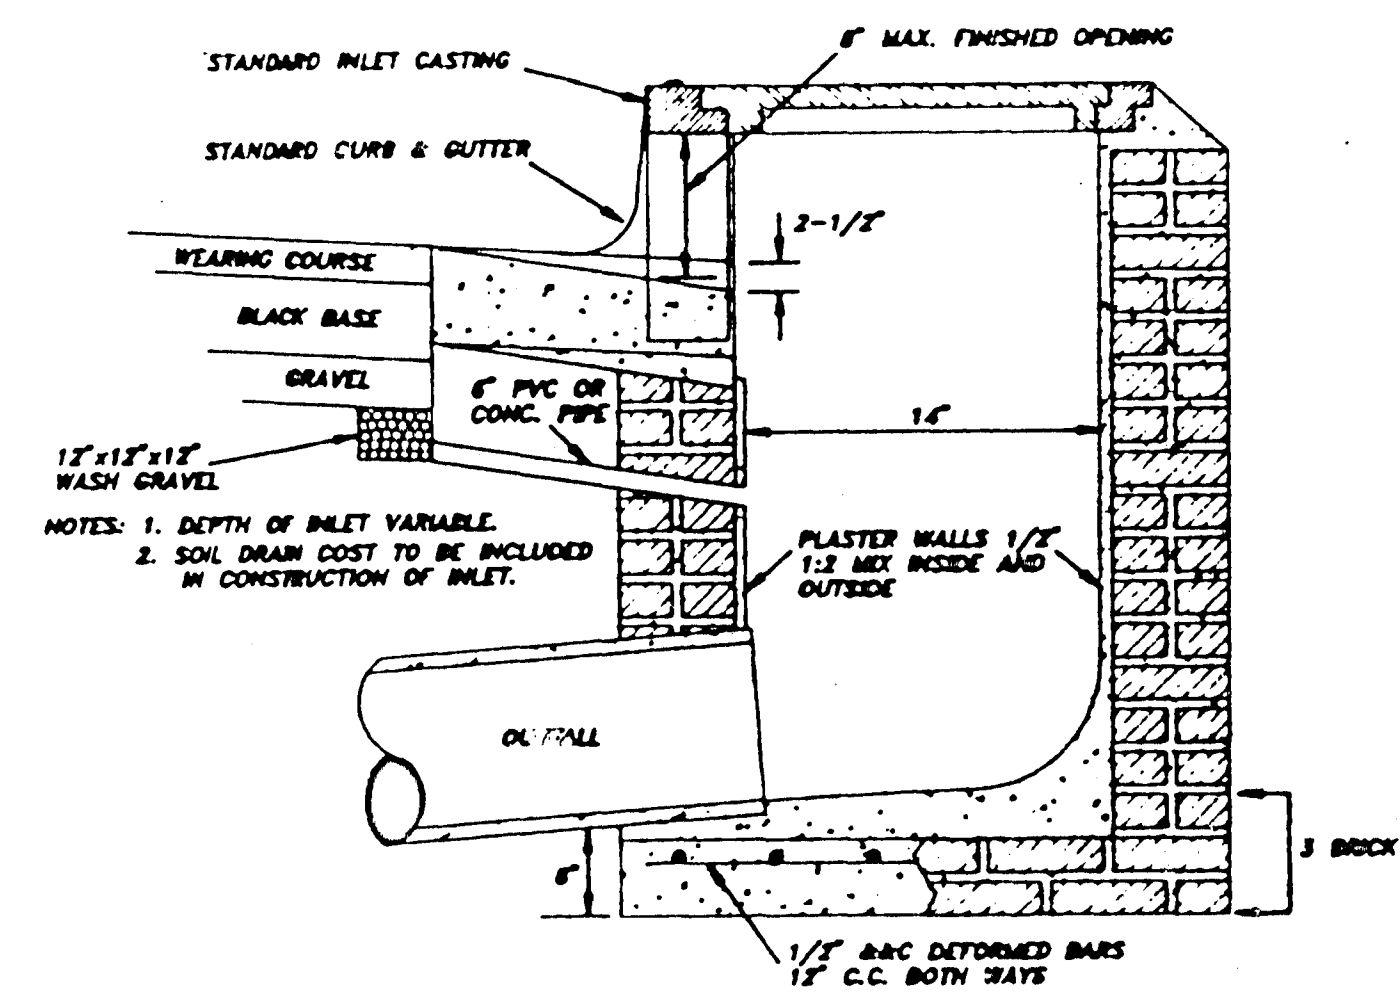 8" MAX. FINISHED OPENING
STANDARD INLET CASTING
STANDARD CURB & GUTTER
2-1/2"
WEARING COURSE
BLACK BASE
GRAVEL
6" PVC OR
CONC. PIPE
12"x12"x12"
WASH GRAVEL
NOTES: 1. DEPTH OF INLET VARIABLE.
2. SOIL DRAIN COST TO BE INCLUDED
IN CONSTRUCTION OF INLET.
PLASTER WALLS 1/2"
1:2 MIX INSIDE AND
OUTSIDE
OUTFALL
3 BRICK
1/2" DEFORMED BARS
12" C.C. BOTH WAYS